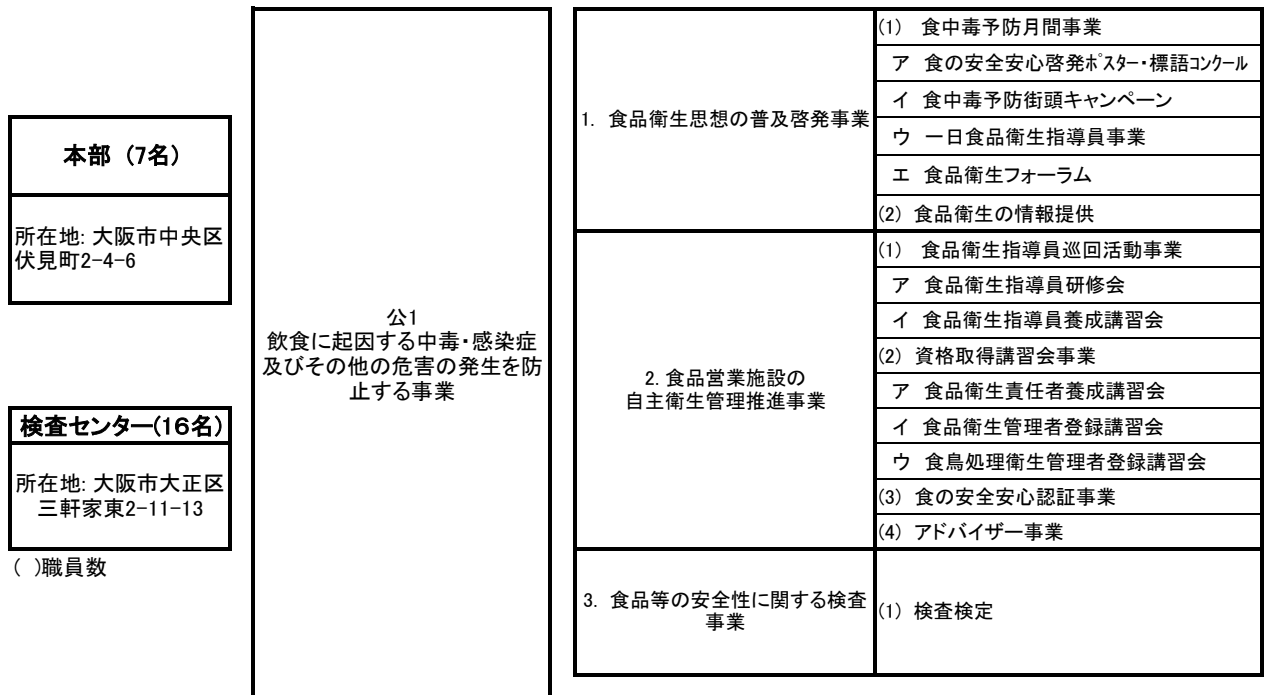 本部 (7名)
所在地: 大阪市中央区
伏見町2-4-6
検査センター(16名)
所在地: 大阪市大正区
三軒家東2-11-13
( )職員数
公1
飲食に起因する中毒・感染症
及びその他の危害の発生を防
止する事業
1. 食品衛生思想の普及啓発事業
(1) 食中毒予防月間事業
ア 食の安全安心啓発ﾎﾟｽﾀｰ・標語ｺﾝｸｰﾙ
イ 食中毒予防街頭キャンペーン
ウ 一日食品衛生指導員事業
エ 食品衛生フォーラム
(2) 食品衛生の情報提供
2. 食品営業施設の
自主衛生管理推進事業
(1) 食品衛生指導員巡回活動事業
ア 食品衛生指導員研修会
イ 食品衛生指導員養成講習会
(2) 資格取得講習会事業
ア 食品衛生責任者養成講習会
イ 食品衛生管理者登録講習会
ウ 食鳥処理衛生管理者登録講習会
(3) 食の安全安心認証事業
(4) アドバイザー事業
3. 食品等の安全性に関する検査
事業
(1) 検査検定